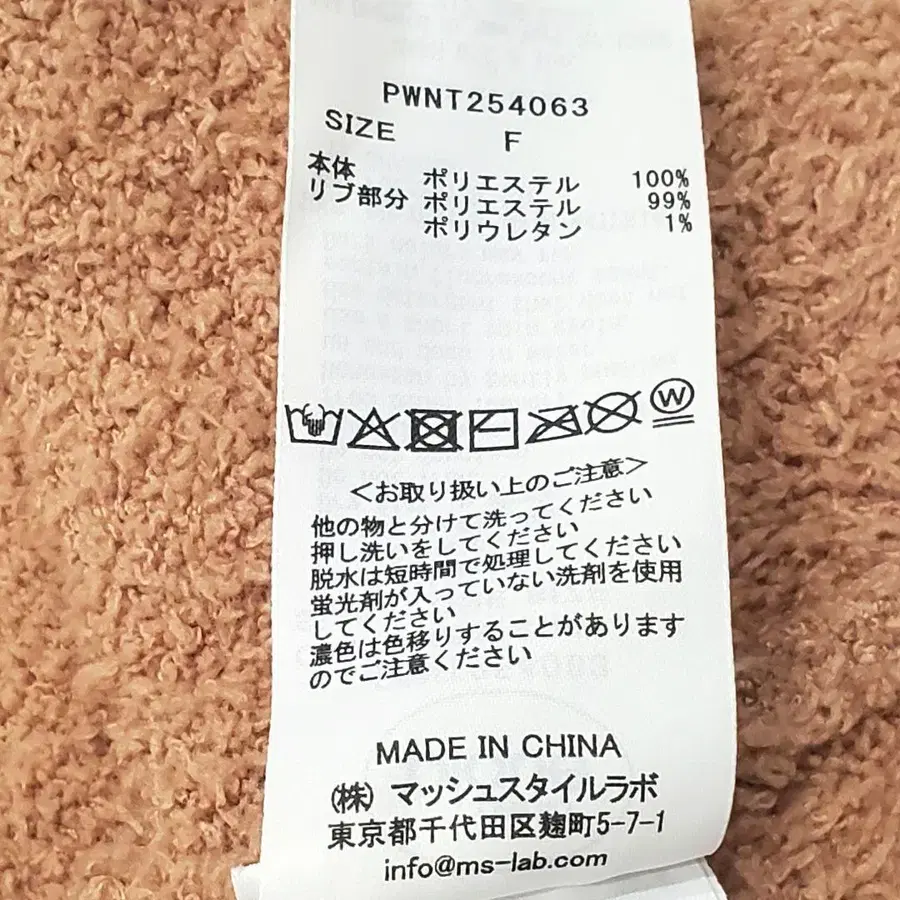 PWNT254063
SIZE F
本体 ポリエステル 100%
リブ部分 ポリエステル 99%
ポリウレタン 1%
W
＜お取り扱い上のご注意＞
他の物と分けて洗ってください
押し洗いをしてください
脱水は短時間で処理してください
蛍光剤が入っていない洗剤を使用
してください
濃色は色移りすることがあります
のでご注意ください
MADE IN CHINA
㈱ マッシュスタイルラボ
東京都千代田区麹町5-7-1
info@ms-lab.com